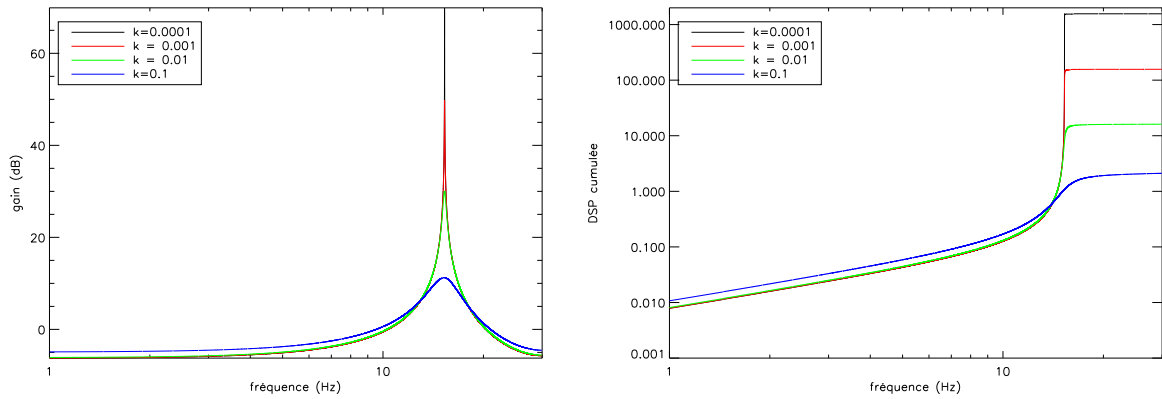 k=0.0001
k = 0.001
k = 0.01
k=0.1
60
40
20
0
gain (dB)
1
10
fréquence (Hz)
k=0.0001
k = 0.001
k = 0.01
k=0.1
1000.000
100.000
10.000
1.000
0.100
0.010
0.001
DSP cumulée
1
10
fréquence (Hz)